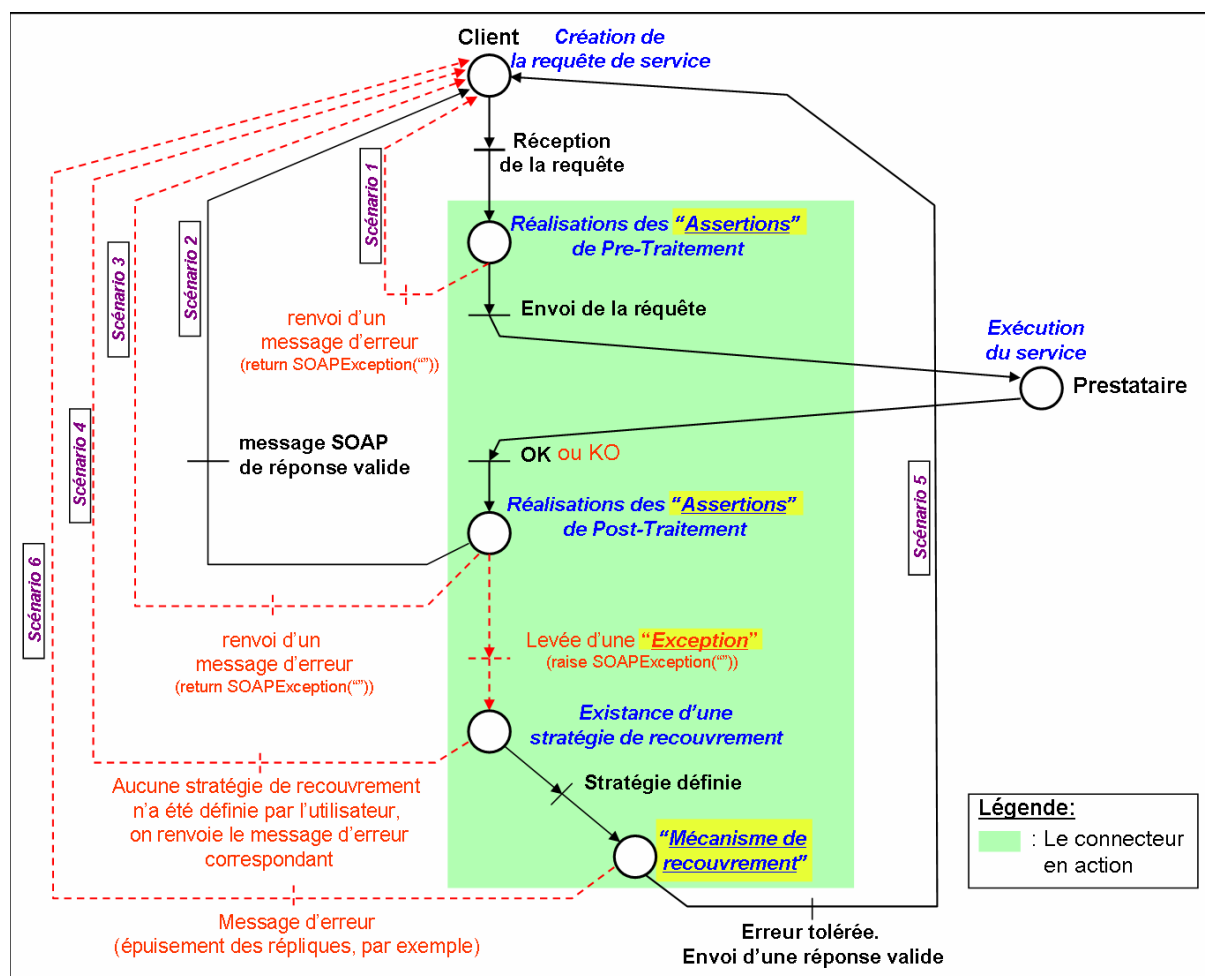 Client
Création de
la requête de service
Réception
de la requête
Scénario 1
Scénario 2
Scénario 3
Scénario 4
Scénario 6
Scénario 5
Réalisations des “Assertions”
de Pre-Traitement
renvoi d’un
message d’erreur
(return SOAPException(“”))
Envoi de la réquête
Exécution
du service
Prestataire
message SOAP
de réponse valide
OK ou KO
Réalisations des “Assertions”
de Post-Traitement
renvoi d’un
message d’erreur
(return SOAPException(“”))
Levée d’une “Exception”
(raise SOAPException(“”))
Existance d’une
stratégie de recouvrement
Aucune stratégie de recouvrement
n’a été définie par l’utilisateur,
on renvoie le message d’erreur
correspondant
Stratégie définie
“Mécanisme de
recouvrement”
Légende:
: Le connecteur
en action
Message d’erreur
(épuisement des répliques, par exemple)
Erreur tolérée.
Envoi d’une réponse valide